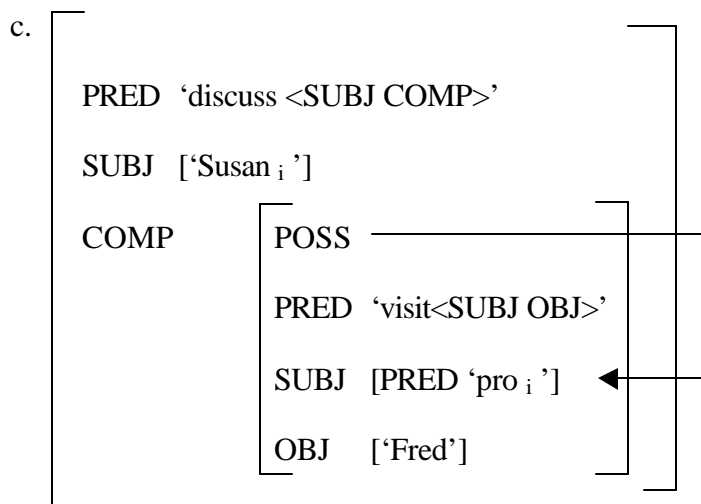 c.
PRED ‘discuss <SUBJ COMP>’
SUBJ [‘Susan i ’]
COMP POSS
PRED ‘visit<SUBJ OBJ>’
SUBJ [PRED ‘pro i ’]
OBJ [‘Fred’]